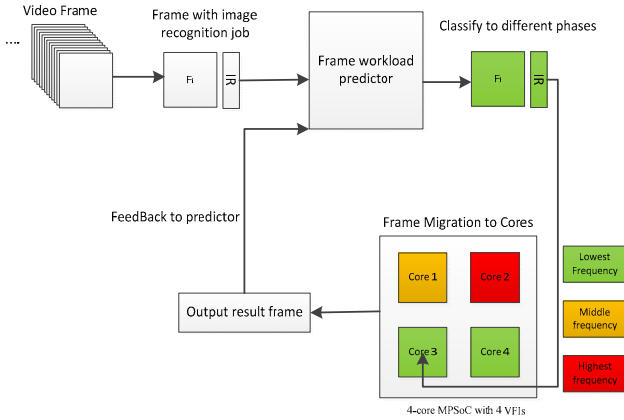 Video Frame
....
Frame with image
recognition job
Classify to different phases
Fi
IR
Frame workload
predictor
Fi
IR
FeedBack to predictor
Frame Migration to Cores
Core 1
Core 2
Core 3
Core 4
Output result frame
Lowest
Frequency
Middle
frequency
Highest
frequency
4-core MPSoC with 4 VFIs